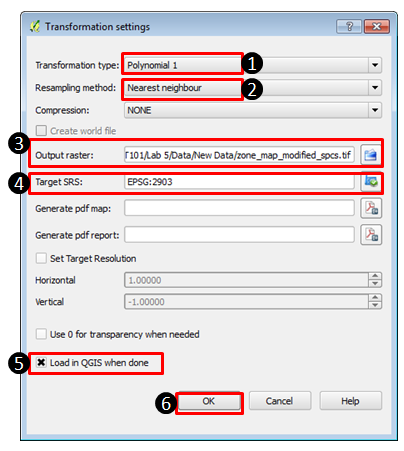 Transformation settings
Transformation type: Polynomial 1 1
Resampling method: Nearest neighbour 2
Compression: NONE
Create world file
3 Output raster: T101/Lab 5/Data/New Data/zone_map_modified_spcs.tif
4 Target SRS: EPSG:2903
Generate pdf map:
Generate pdf report:
Set Target Resolution
Horizontal 1.00000
Vertical -1.00000
Use 0 for transparency when needed
5 Load in QGIS when done
6 OK Cancel Help